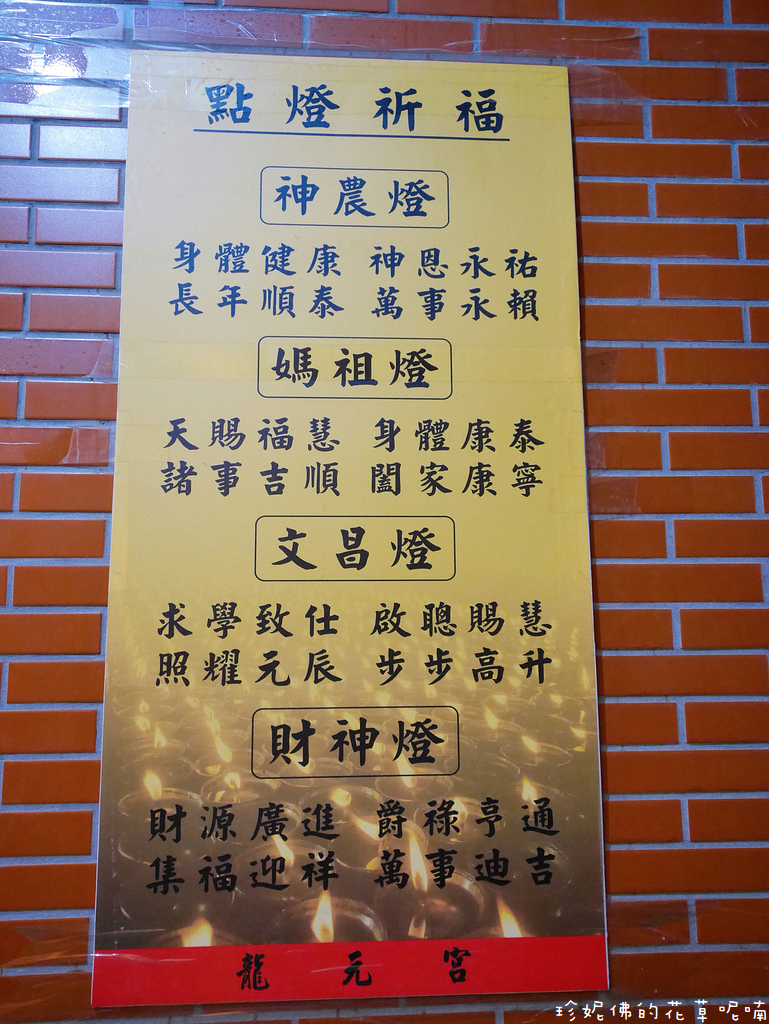 點燈祈福
神農燈
身體健康 神恩永祐
長年順泰 萬事永賴
媽祖燈
天賜福慧 身體康泰
諸事吉順 闔家康寧
文昌燈
求學致仕 啟聰賜慧
照耀元辰 步步高升
財神燈
財源廣進 爵祿亨通
集福迎祥 萬事迪吉
龍元宮
珍妮佛的花草呢喃